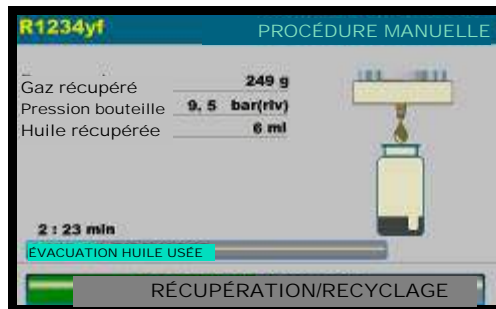 R1234yf PROCÉDURE MANUELLE
Gaz récupéré 249 g
Pression bouteille 9, 5 bar(rlv)
Huile récupérée 6 ml
2 : 23 min
ÉVACUATION HUILE USÉE
RÉCUPÉRATION/RECYCLAGE